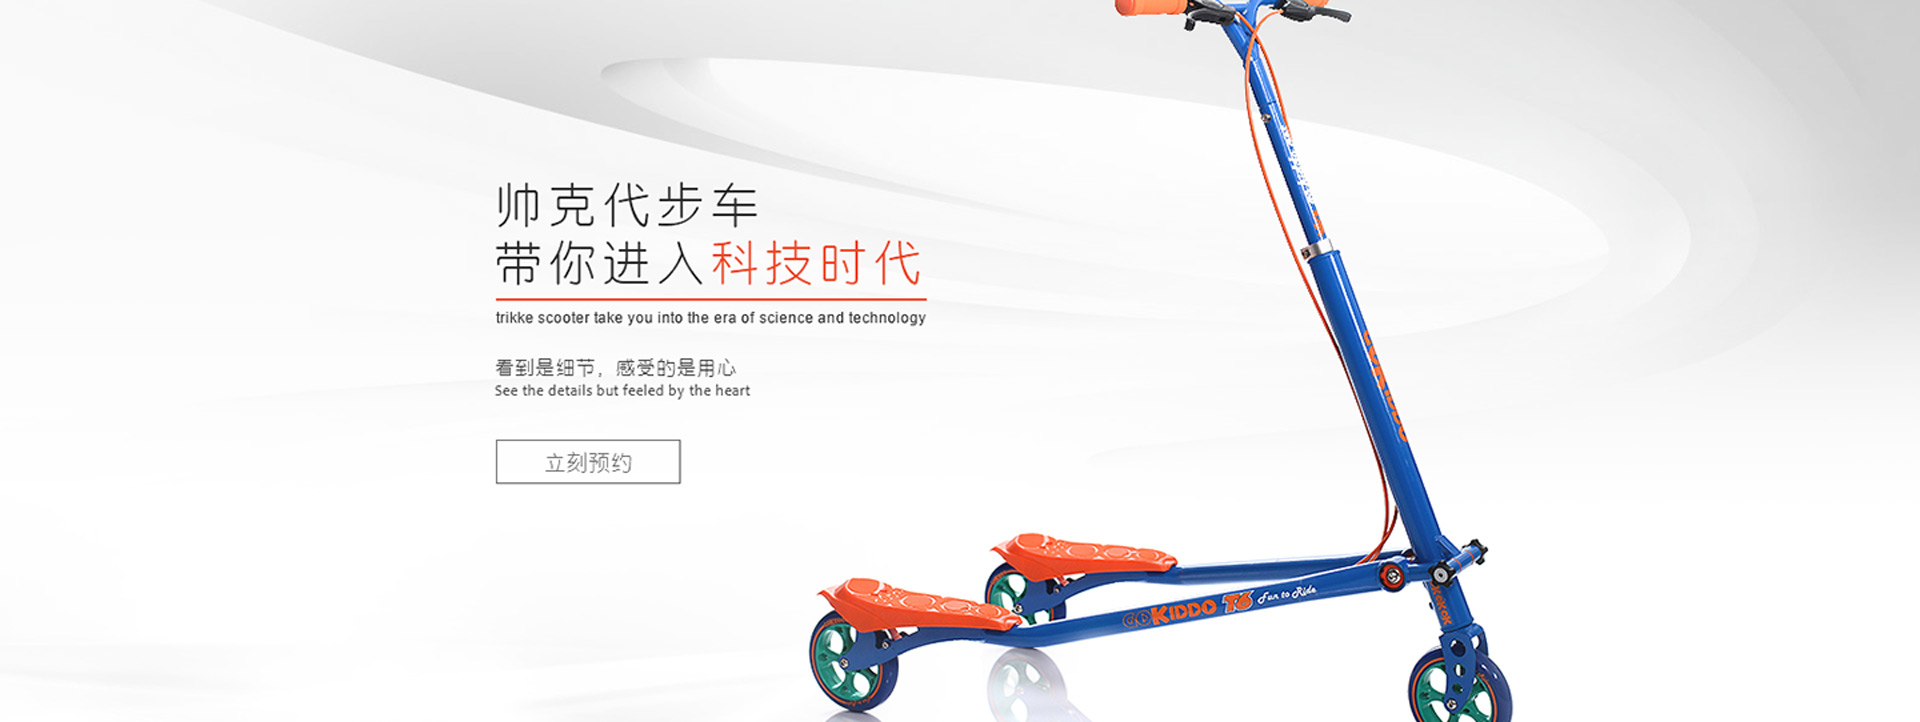 帅克代步车
带你进入科技时代
trikke scooter take you into the era of science and technology
看到是细节，感受的是用心
See the details but feeled by the heart
立刻预约
GOKIDDO T6 Fun to Ride